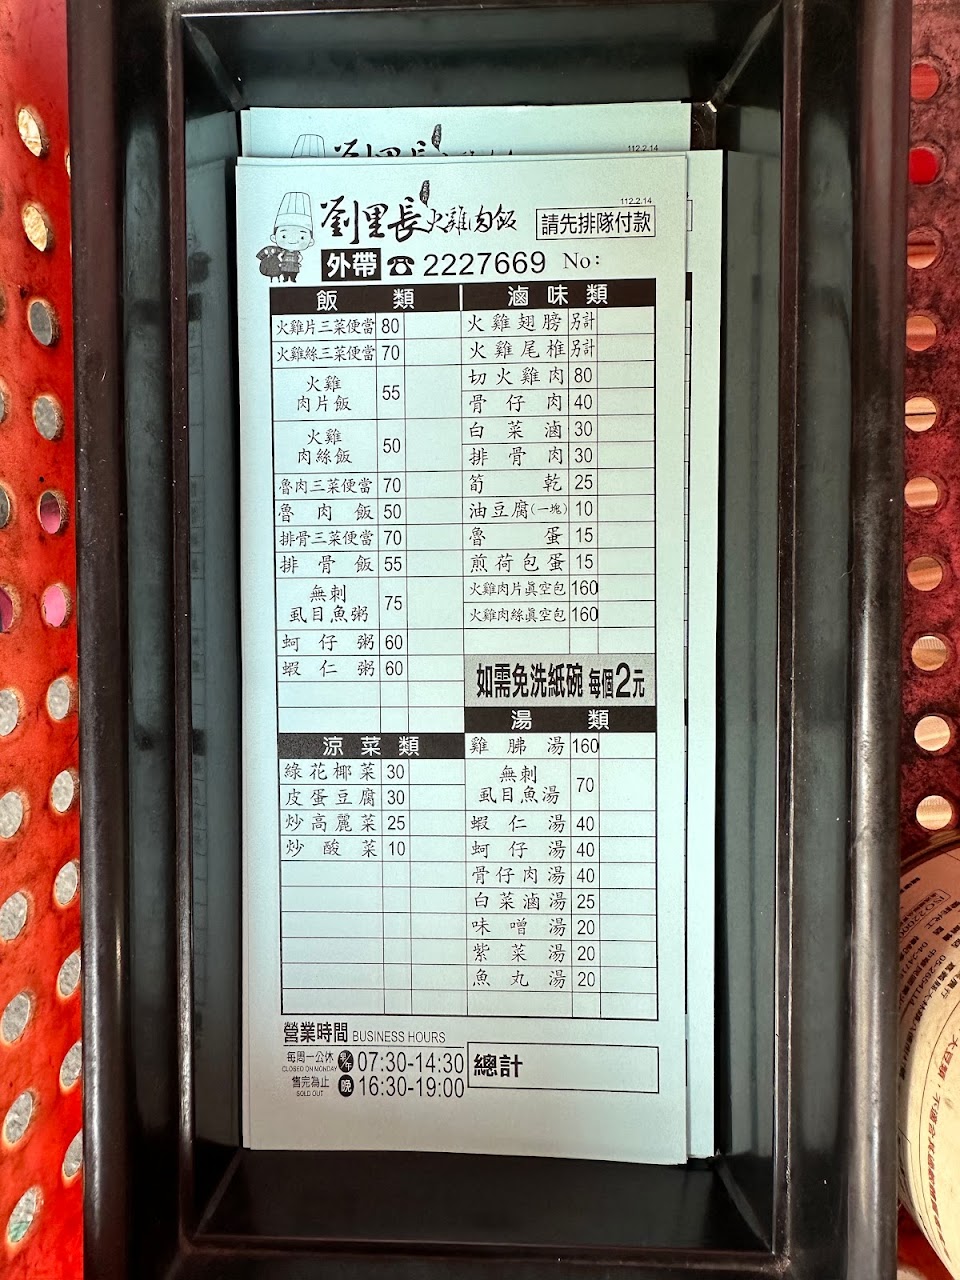 112.2.14
112.2.14
劉里長火雞肉飯
請先排隊付款
外帶 ☎ 2227669 No:
飯類
火雞片三菜便當 80
火雞絲三菜便當 70
火雞
肉片飯 55
火雞
肉絲飯 50
魯肉三菜便當 70
魯肉飯 50
排骨三菜便當 70
排骨飯 55
無刺
虱目魚粥 75
蚵仔粥 60
蝦仁粥 60
涼菜類
綠花椰菜 30
皮蛋豆腐 30
炒高麗菜 25
炒酸菜 10
滷味類
火雞翅膀 另計
火雞尾椎 另計
切火雞肉 80
骨仔肉 40
白菜滷 30
排骨肉 30
筍乾 25
油豆腐(一塊) 10
魯蛋 15
煎荷包蛋 15
火雞肉片真空包 160
火雞肉絲真空包 160
如需免洗紙碗 每個2元
湯類
雞胇湯 160
無刺
虱目魚湯 70
蝦仁湯 40
蚵仔湯 40
骨仔肉湯 40
白菜滷湯 25
味噌湯 20
紫菜湯 20
魚丸湯 20
營業時間 BUSINESS HOURS
每周一公休
CLOSED ON MONDAY
07:30-14:30
售完為止
SOLD OUT
晚 16:30-19:00
總計